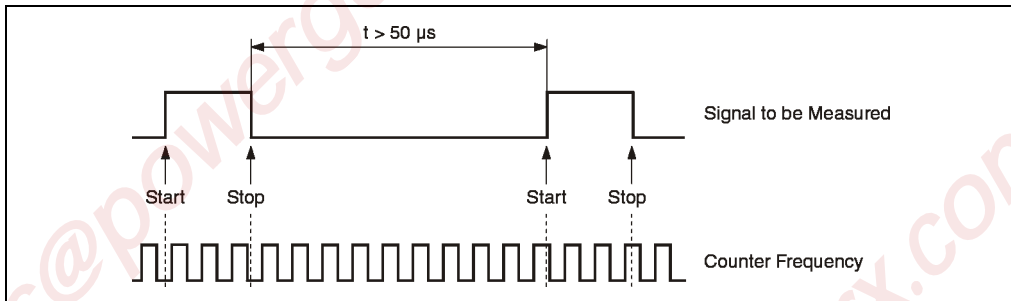 t > 50 µs
Signal to be Measured
Start
Stop
Start
Stop
Counter Frequency